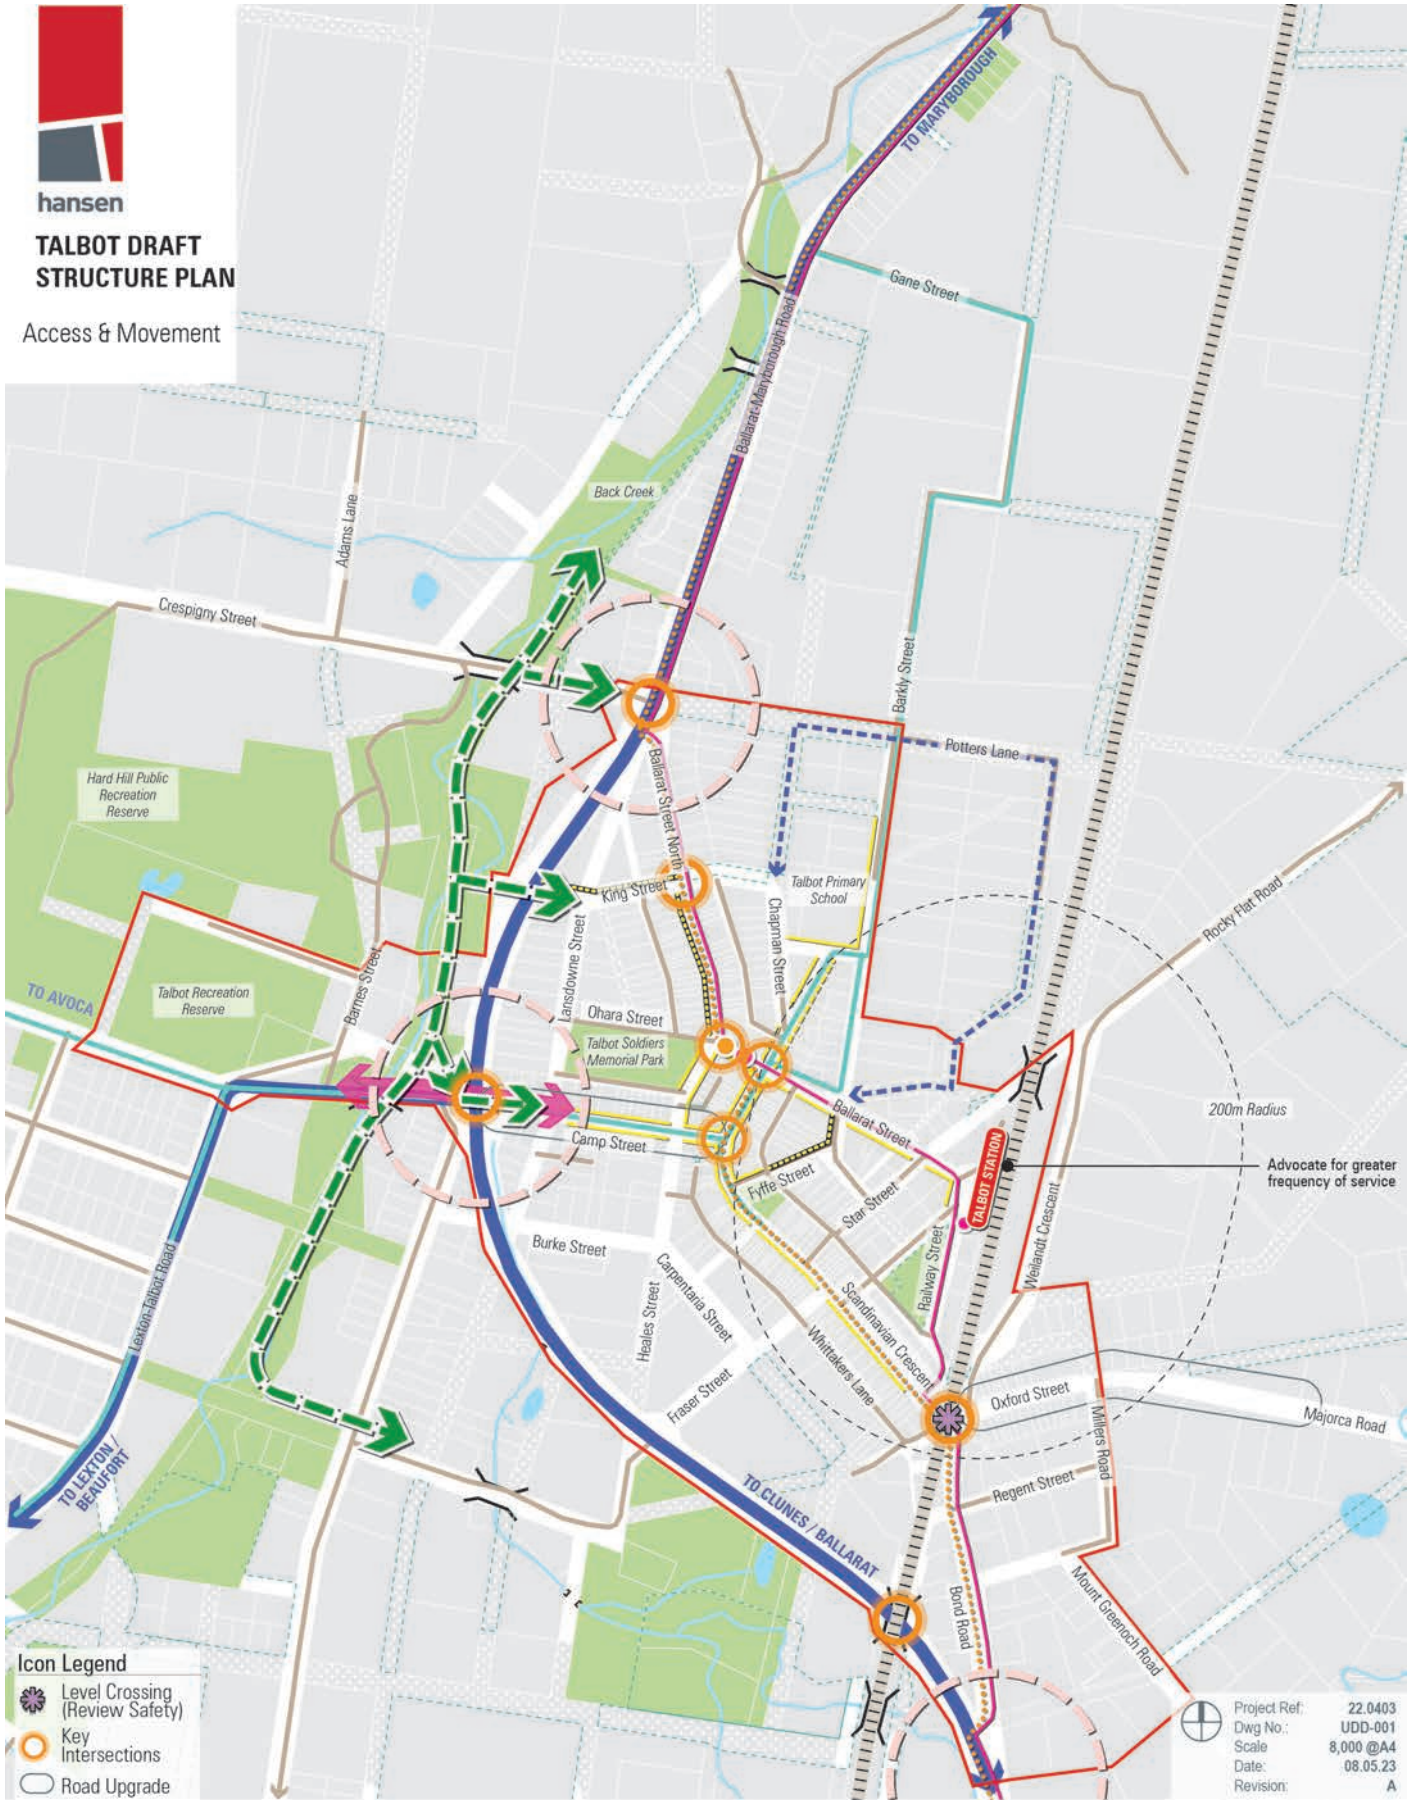 hansen
TALBOT DRAFT
STRUCTURE PLAN
Access & Movement
TO MARYBOROUGH
Gane Street
Ballarat-Maryborough Road
Back Creek
Adams Lane
Crespigny Street
Barkly Street
Potters Lane
Hard Hill Public
Recreation
Reserve
Ballarat Street North
King Street
Talbot Primary
School
Chapman Street
Rocky Flat Road
Lansdowne Street
Barnes Street
TO AVOCA
Talbot Recreation
Reserve
Ohara Street
Talbot Soldiers
Memorial Park
Ballarat Street
200m Radius
Camp Street
TALBOT STATION
Advocate for greater
frequency of service
Fyffe Street
Star Street
Weilandt Crescent
Railway Street
Burke Street
Lexton-Talbot Road
Carpentaria Street
Heales Street
Scandinavian Crescent
Whittakers Lane
Fraser Street
Oxford Street
Majorca Road
Millers Road
TO LEXTON /
BEAUFORT
TO CLUNES / BALLARAT
Regent Street
Bond Road
Mount Greenoch Road
Icon Legend
Level Crossing
(Review Safety)
Key
Intersections
Road Upgrade
Project Ref: 22.0403
Dwg No.: UDD-001
Scale 8,000 @A4
Date: 08.05.23
Revision: A